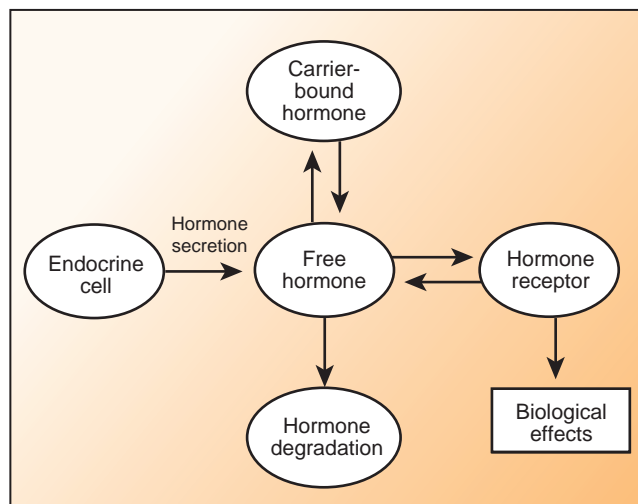 Carrier-
bound
hormone
Hormone
secretion
Endocrine
cell
Free
hormone
Hormone
receptor
Hormone
degradation
Biological
effects